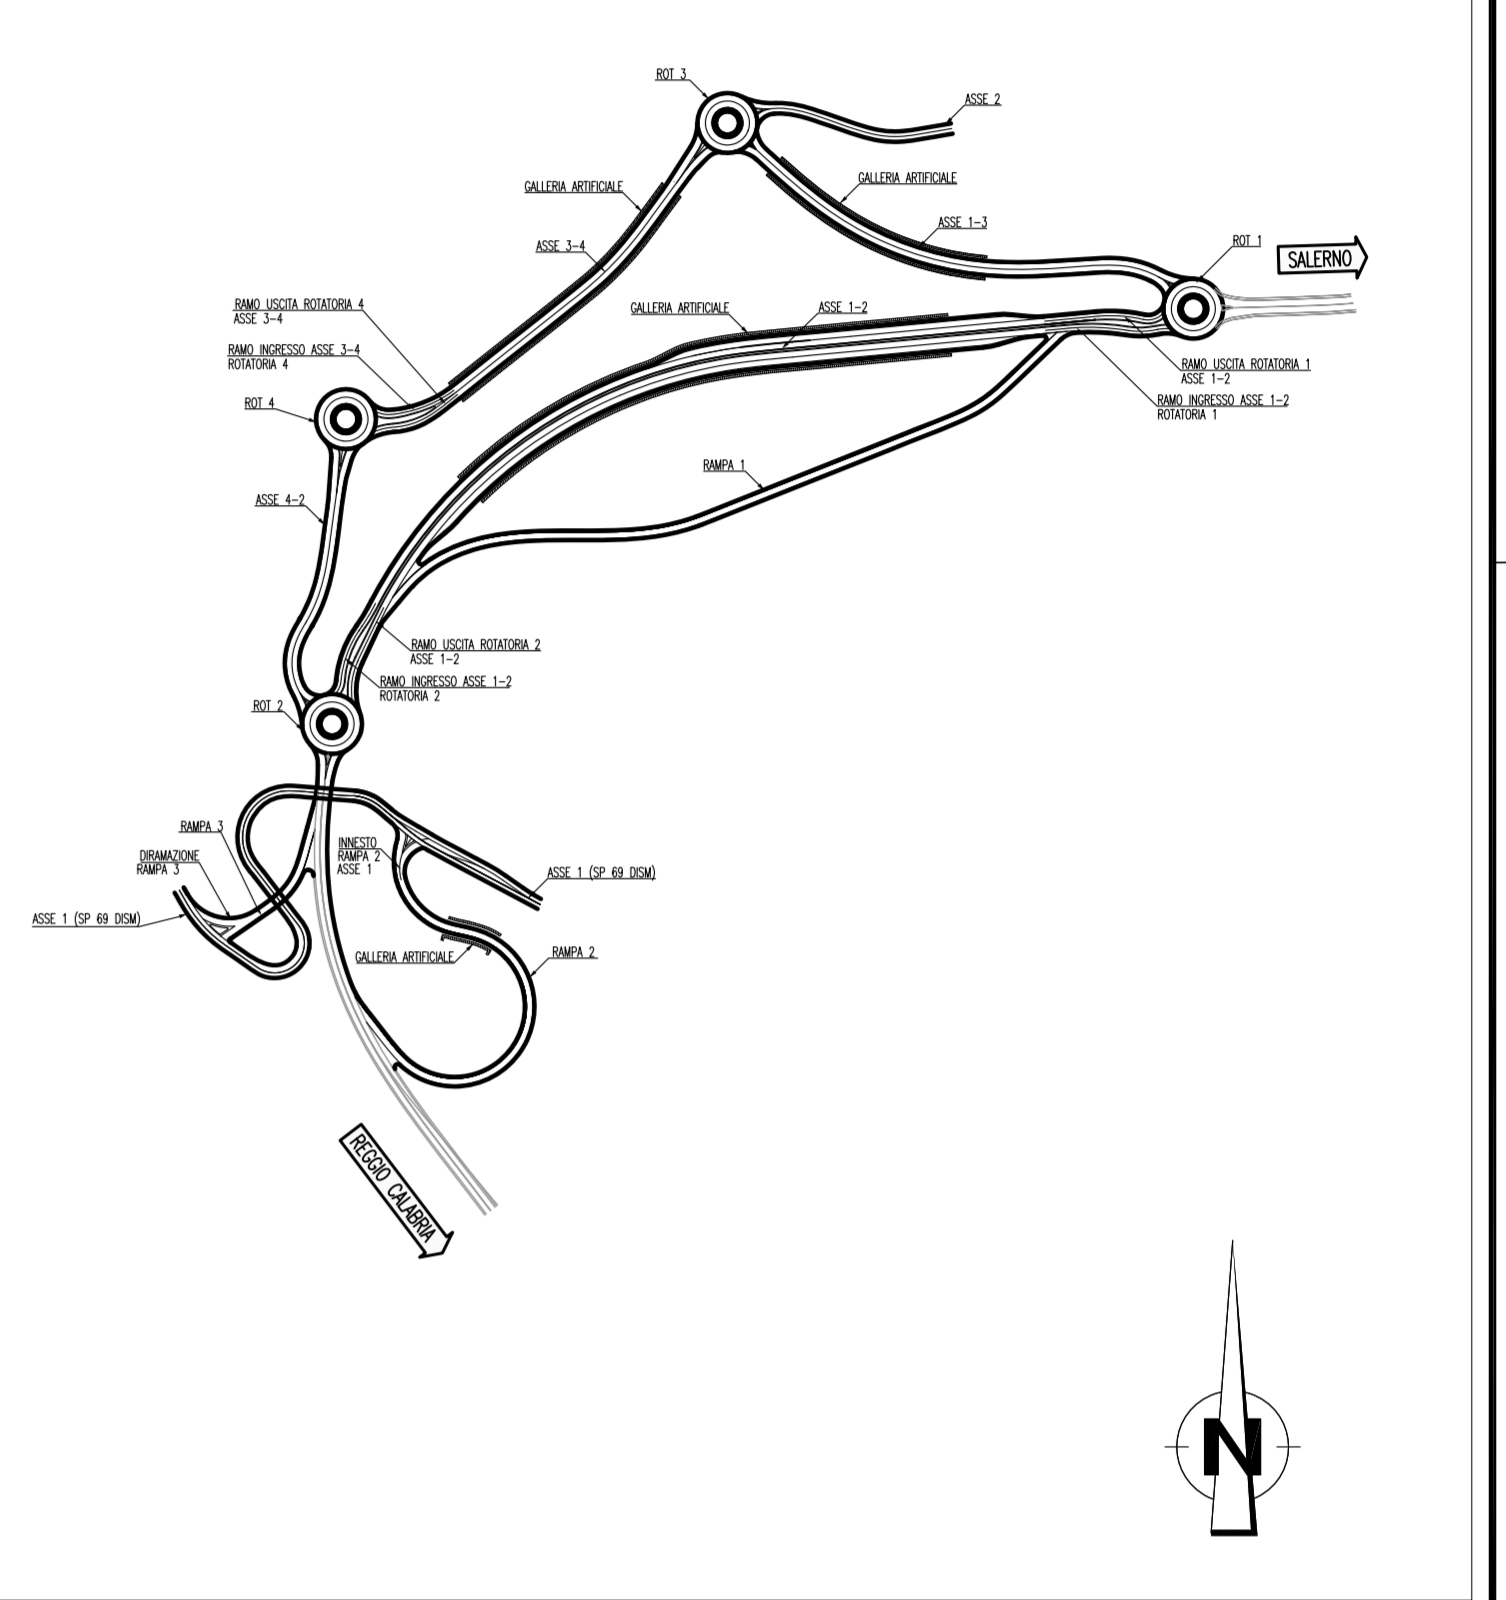 ROT 3
ASSE 2
GALLERIA ARTIFICIALE
GALLERIA ARTIFICIALE
ASSE 1-3
ASSE 3-4
ROT 1
SALERNO
RAMO USCITA ROTATORIA 4
ASSE 3-4
GALLERIA ARTIFICIALE
ASSE 1-2
RAMO INGRESSO ASSE 3-4
ROTATORIA 4
RAMO USCITA ROTATORIA 1
ASSE 1-2
ROT 4
RAMO INGRESSO ASSE 1-2
ROTATORIA 1
RAMPA 1
ASSE 4-2
RAMO USCITA ROTATORIA 2
ASSE 1-2
RAMO INGRESSO ASSE 1-2
ROTATORIA 2
ROT 2
RAMPA 3
DIRAMAZIONE
RAMPA 3
INNESTO
RAMPA 2
ASSE 1
ASSE 1 (SP 69 DISM)
ASSE 1 (SP 69 DISM)
GALLERIA ARTIFICIALE
RAMPA 2
REGGIO CALABRIA
N